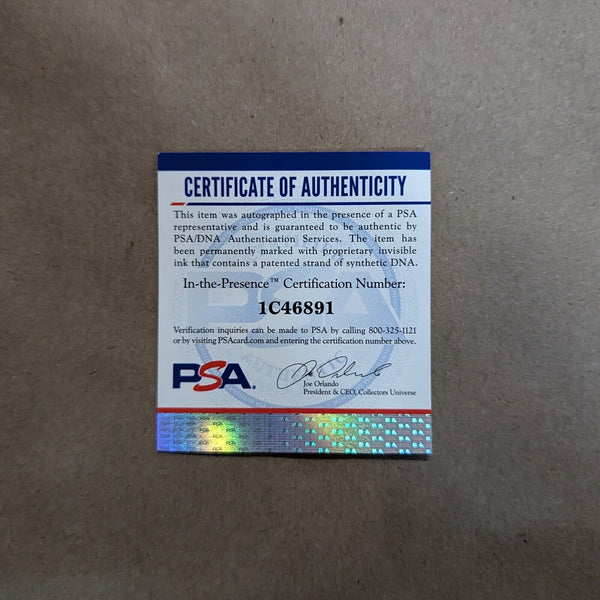 CERTIFICATE OF AUTHENTICITY
This item was autographed in the presence of a PSA
representative and is guaranteed to be authentic by
PSA/DNA Authentication Services. The item has
been permanently marked with proprietary invisible
ink that contains a patented strand of synthetic DNA.
In-the-Presence™ Certification Number:
1C46891
Verification inquiries can be made to PSA by calling 800-325-1121
or by visiting PSAcard.com and entering the certification number above.
PSA.
Joe Orlando
President & CEO, Collectors Universe